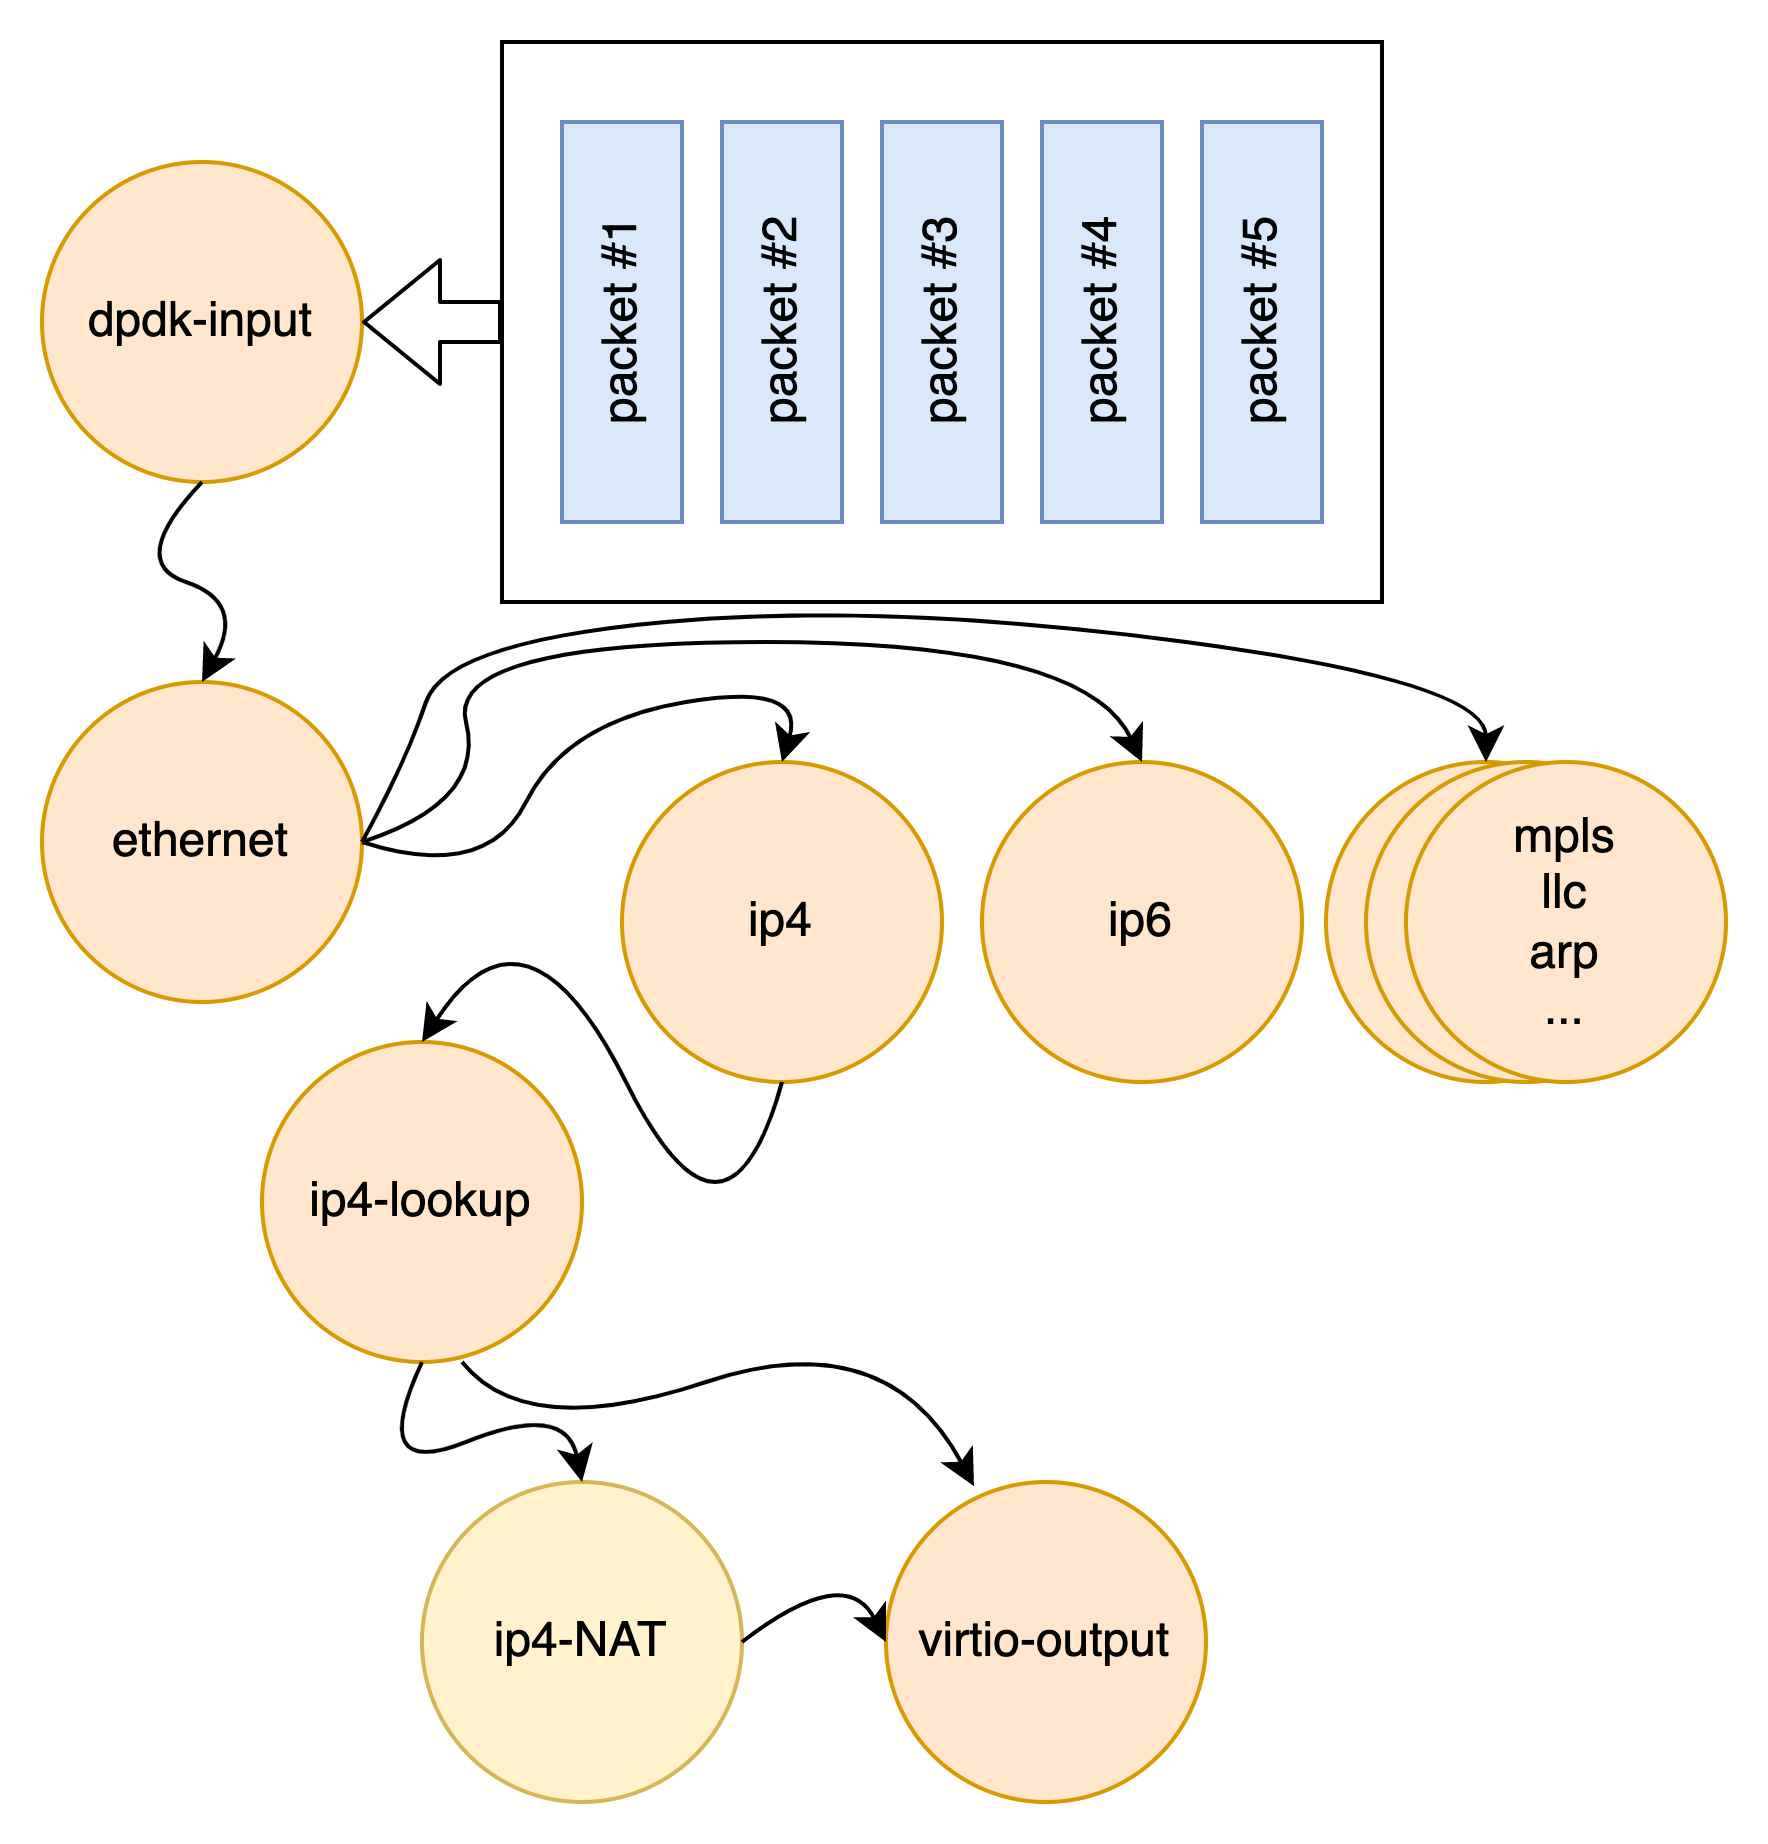 packet #1
packet #2
packet #3
packet #4
packet #5
dpdk-input
ethernet
ip4
ip6
mpls
llc
arp
...
ip4-lookup
ip4-NAT
virtio-output